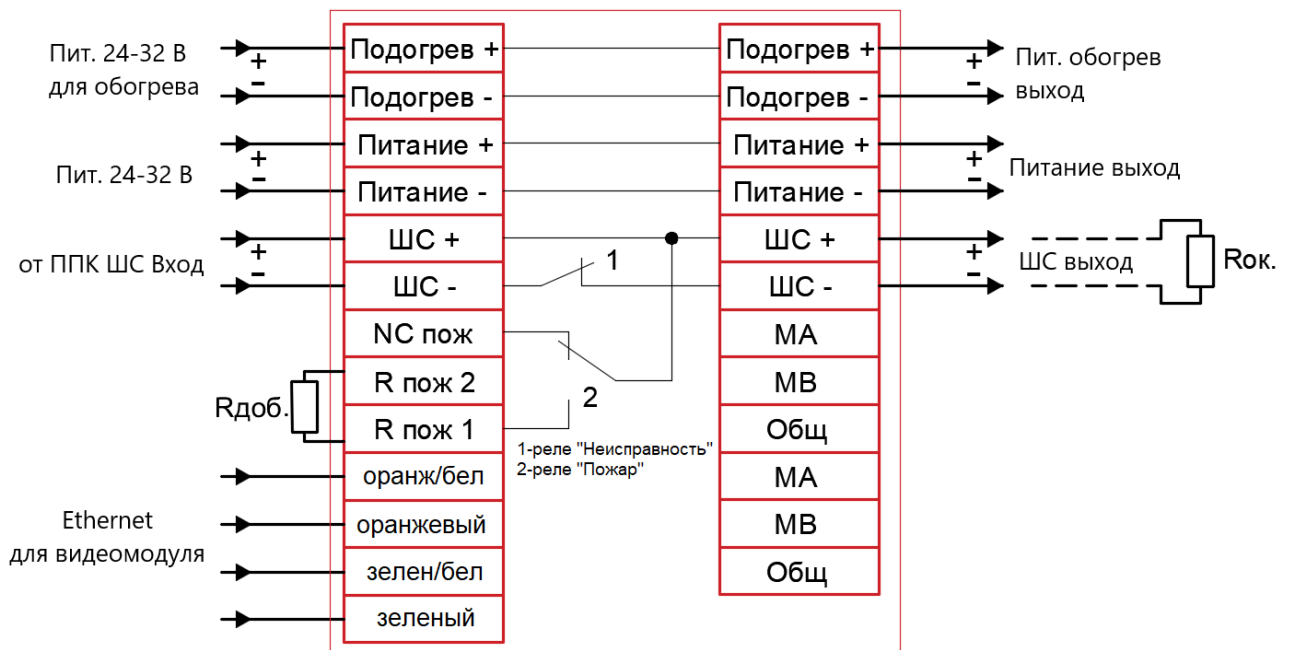 Пит. 24-32 В
для обогрева
+
-
Пит. 24-32 В
+
-
от ППК ШС Вход
+
-
Rдоб.
Ethernet
для видеомодуля
Подогрев +
Подогрев -
Питание +
Питание -
ШС +
ШС -
NC пож
R пож 2
R пож 1
оранж/бел
оранжевый
зелен/бел
зеленый
1
2
1-реле "Неисправность"
2-реле "Пожар"
Подогрев +
Подогрев -
Питание +
Питание -
ШС +
ШС -
MA
MB
Общ
MA
MB
Общ
+
-
Пит. обогрев
выход
+
-
Питание выход
+
-
ШС выход
Rок.